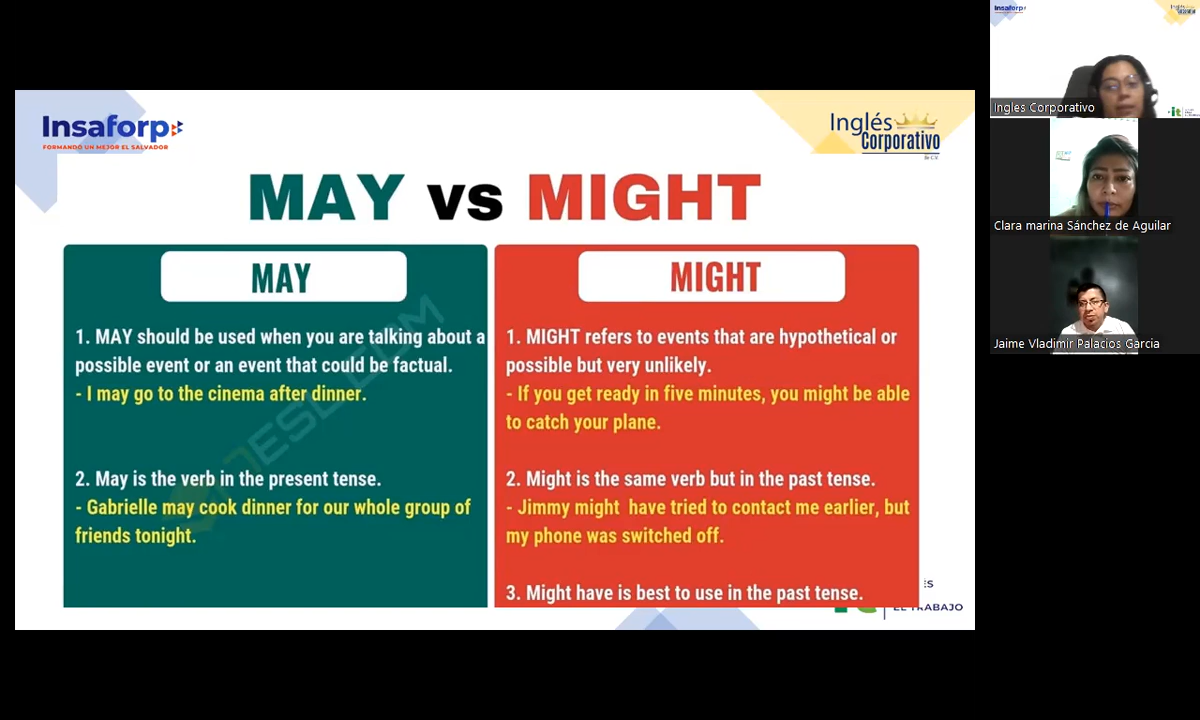 Insaforp
FORMANDO UN MEJOR EL SALVADOR
Inglés
Corporativo
de C.V.
MAY vs MIGHT
MAY
1. MAY should be used when you are talking about a
possible event or an event that could be factual.
- I may go to the cinema after dinner.
2. May is the verb in the present tense.
- Gabrielle may cook dinner for our whole group of
friends tonight.
7ESL.COM
MIGHT
1. MIGHT refers to events that are hypothetical or
possible but very unlikely.
- If you get ready in five minutes, you might be able
to catch your plane.
2. Might is the same verb but in the past tense.
- Jimmy might have tried to contact me earlier, but
my phone was switched off.
3. Might have is best to use in the past tense.
ÉS
EL TRABAJO
Insaforp
Ingles Corporativo
Clara marina Sánchez de Aguilar
Jaime Vladimir Palacios Garcia